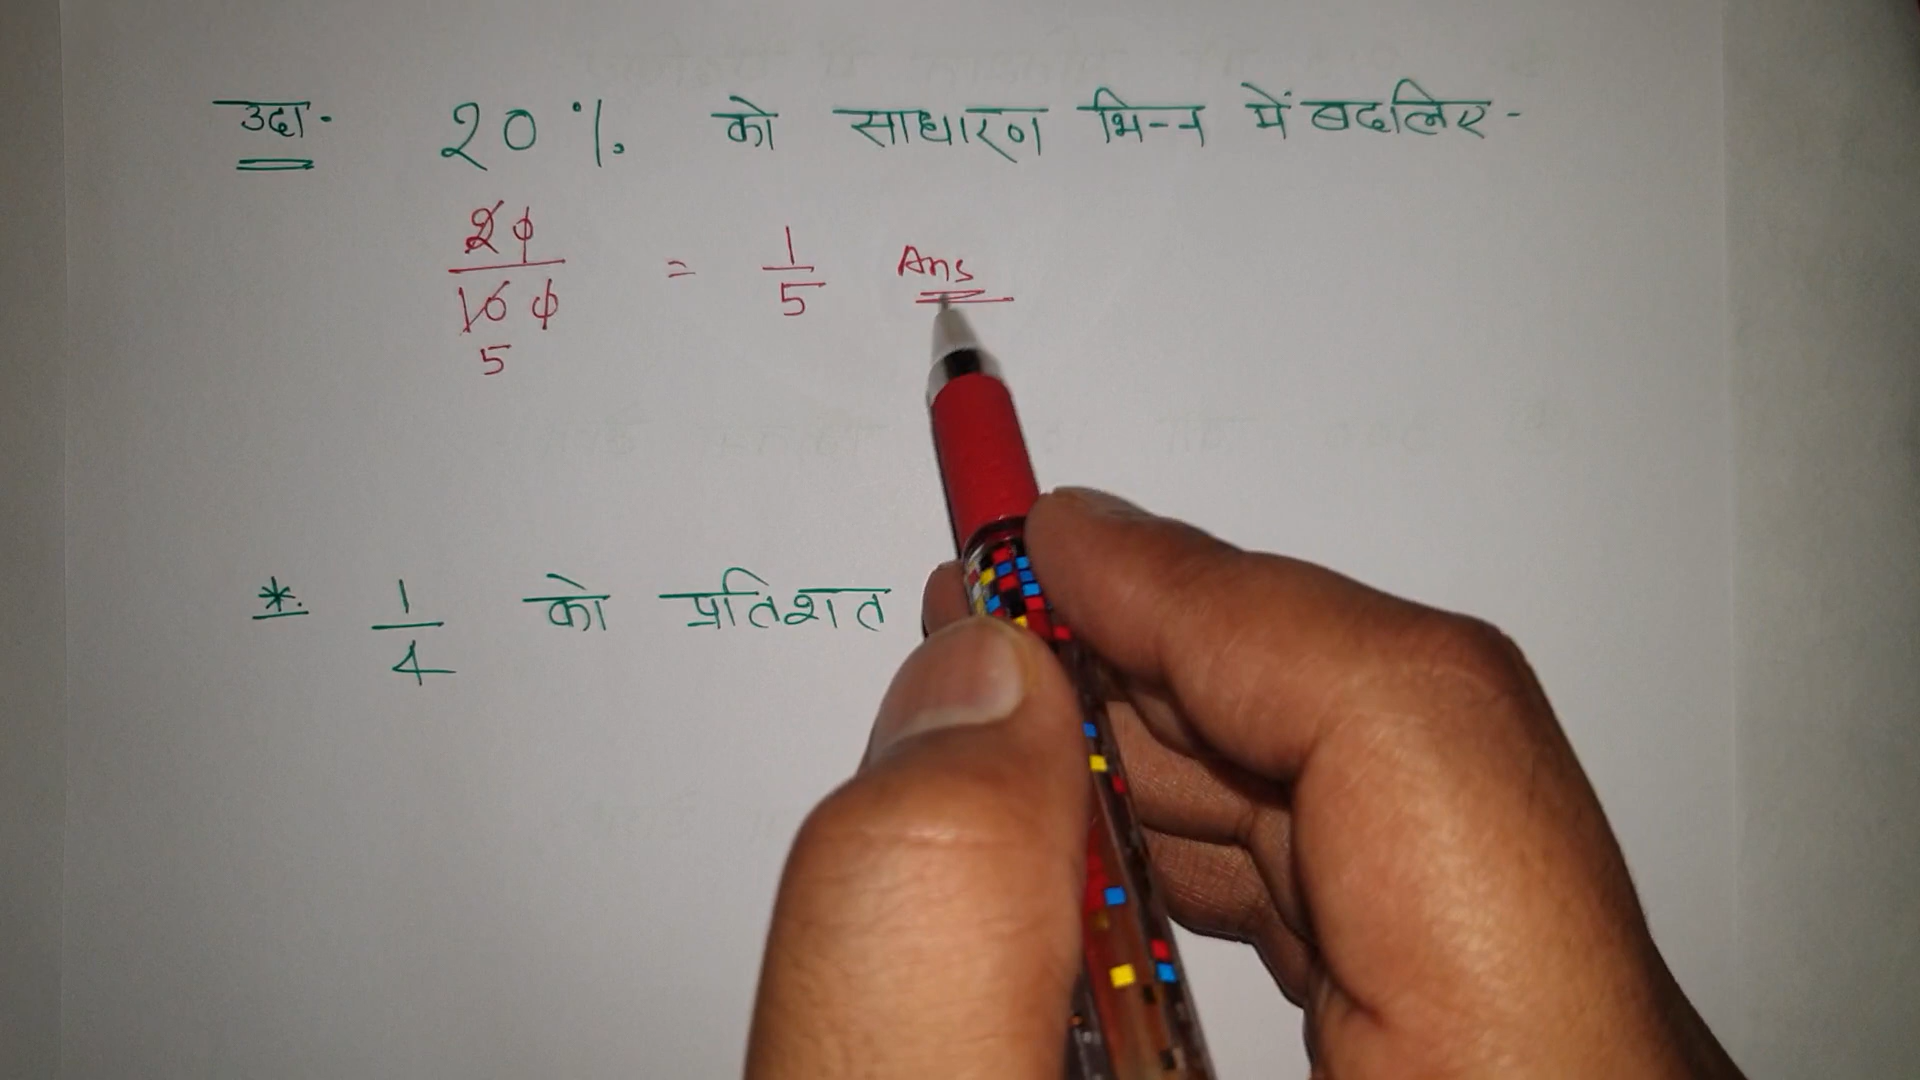 उदा. 20% को साधारण भिन्न में बदलिए -
20/100 = 1/5 Ans
5
* 1/4 को प्रतिशत